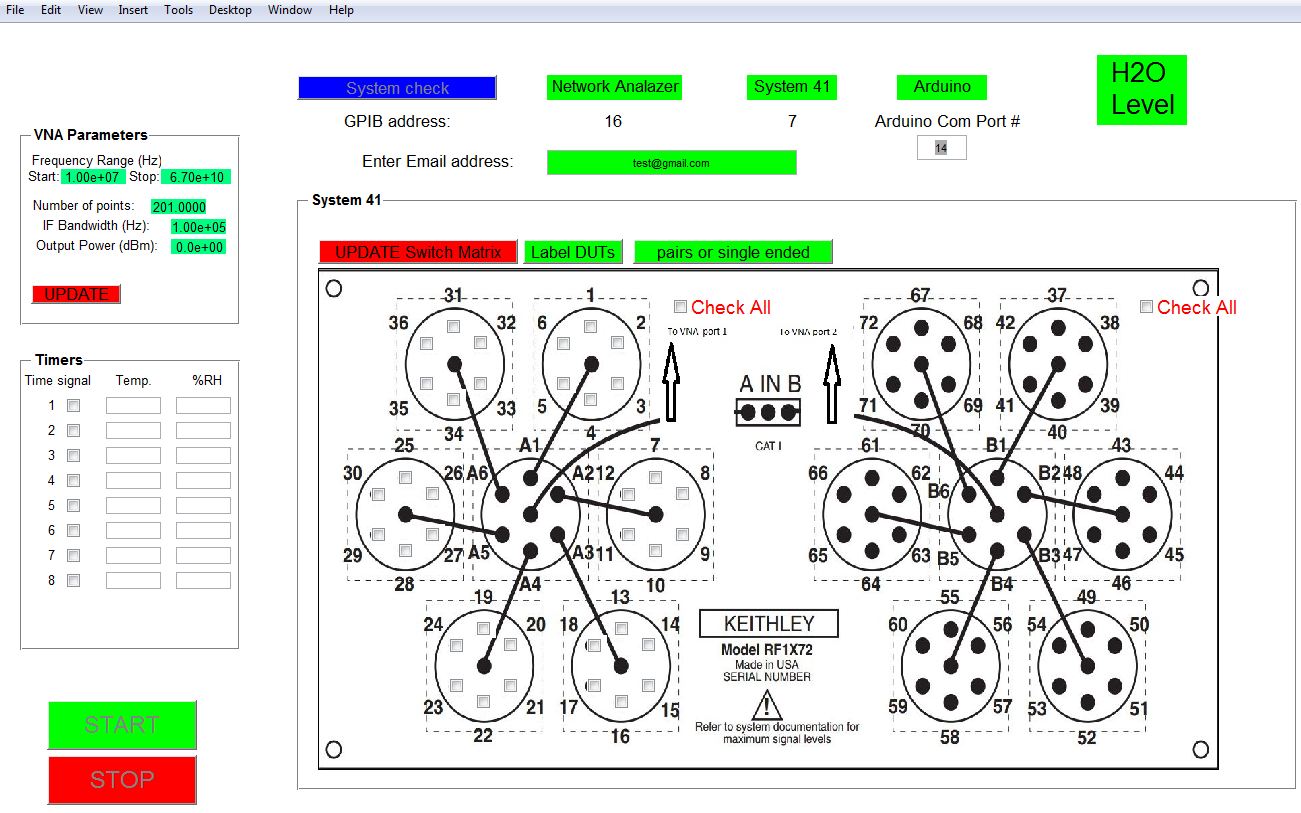 File Edit View Insert Tools Desktop Window Help
System check Network Analazer System 41 Arduino
H2O
Level
GPIB address: 16 7 Arduino Com Port #
14
Enter Email address: test@gmail.com
VNA Parameters
Frequency Range (Hz)
Start: 1.00e+07 Stop: 6.70e+10
Number of points: 201.0000
IF Bandwidth (Hz): 1.00e+05
Output Power (dBm): 0.0e+00
UPDATE
Timers
Time signal Temp. %RH
1
2
3
4
5
6
7
8
START
STOP
System 41
UPDATE Switch Matrix Label DUTs pairs or single ended
31 1 67 37
Check All Check All
36 32 6 2 72 68 42 38
To VNA port 1 To VNA port 2
A IN B
35 33 5 3 71 69 41 39
34 4 70 40
CAT I
25 A1 7 61 B1 43
30 26 A6 A2 12 8 66 62 B6 B2 48 44
29 27 A5 A3 11 9 65 63 B5 B3 47 45
28 A4 10 64 B4 46
19 13 55 49
24 20 18 14 60 56 54 50
KEITHLEY
Model RF1X72
Made in USA
SERIAL NUMBER
!
23 21 17 15 59 57 53 51
22 16 58 52
Refer to system documentation for
maximum signal levels